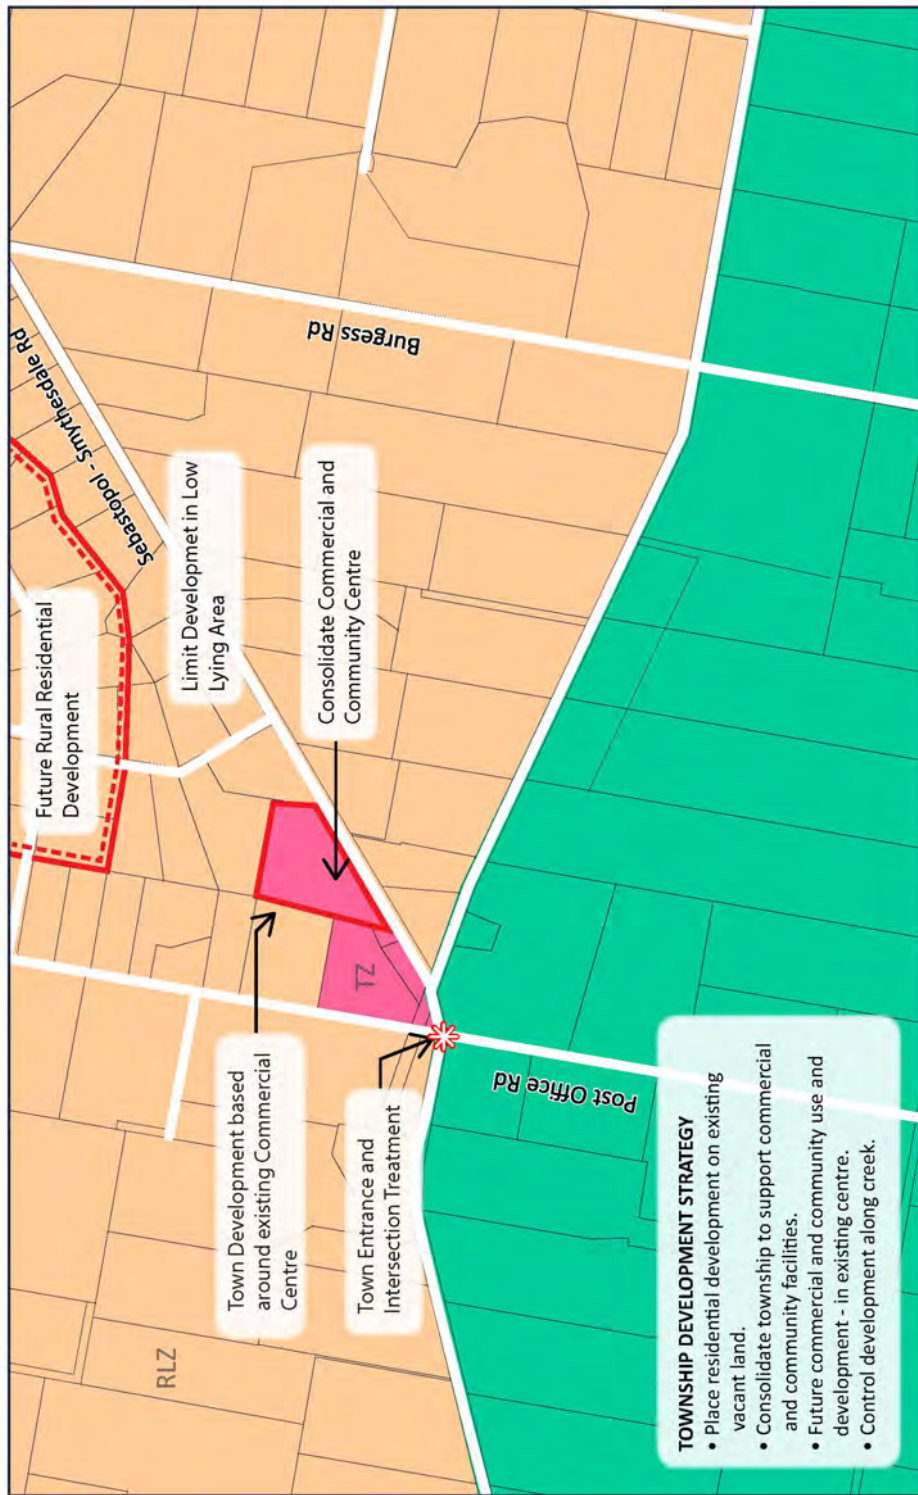 Future Rural Residential
Development
Sebastopol - Smythesdale Rd
Limit Developmet in Low
Lying Area
Burgess Rd
Consolidate Commercial and
Community Centre
Town Development based
around existing Commercial
Centre
TZ
RLZ
Town Entrance and
Intersection Treatment
Post Office Rd
TOWNSHIP DEVELOPMENT STRATEGY
• Place residential development on existing
vacant land.
• Consolidate township to support commercial
and community facilities.
• Future commercial and community use and
development - in existing centre.
• Control development along creek.